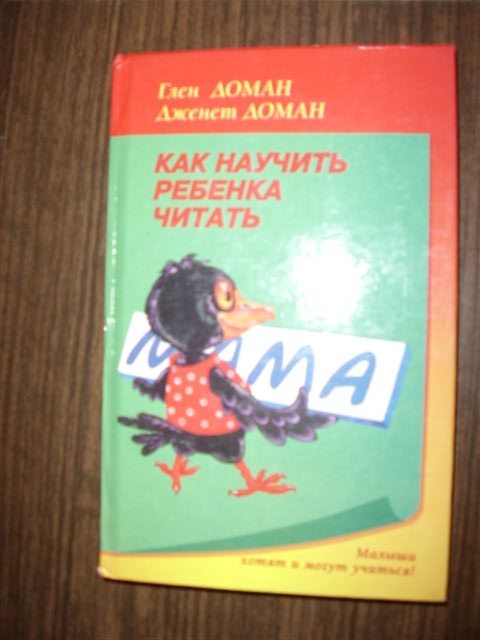 Глен ДОМАН
Дженет ДОМАН
КАК НАУЧИТЬ
РЕБЕНКА
ЧИТАТЬ
МАМА
Малыши
хотят и могут учиться!